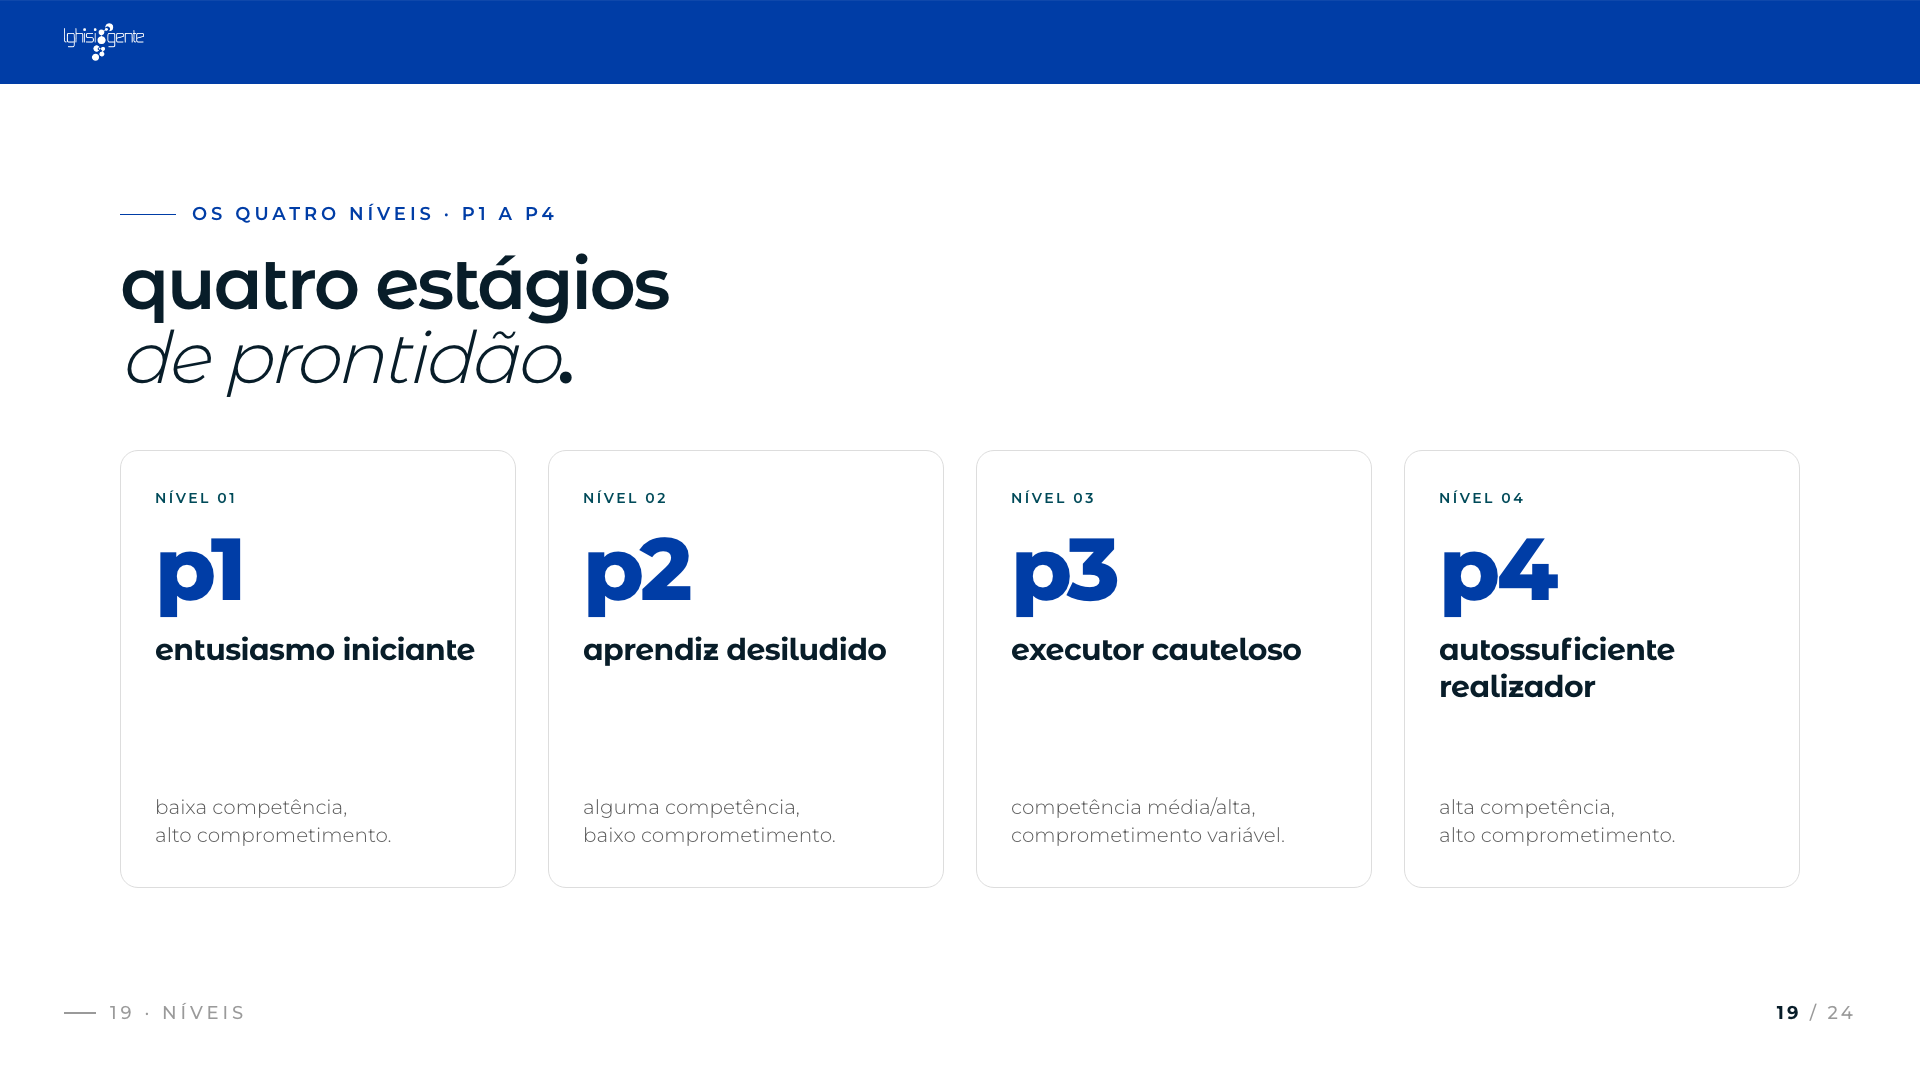 lghisi gente
OS QUATRO NÍVEIS · P1 A P4
quatro estágios
de prontidão.
NÍVEL 01
p1
entusiasmo iniciante
baixa competência,
alto comprometimento.
NÍVEL 02
p2
aprendiz desiludido
alguma competência,
baixo comprometimento.
NÍVEL 03
p3
executor cauteloso
competência média/alta,
comprometimento variável.
NÍVEL 04
p4
autossuficiente
realizador
alta competência,
alto comprometimento.
19 · NÍVEIS
19 / 24